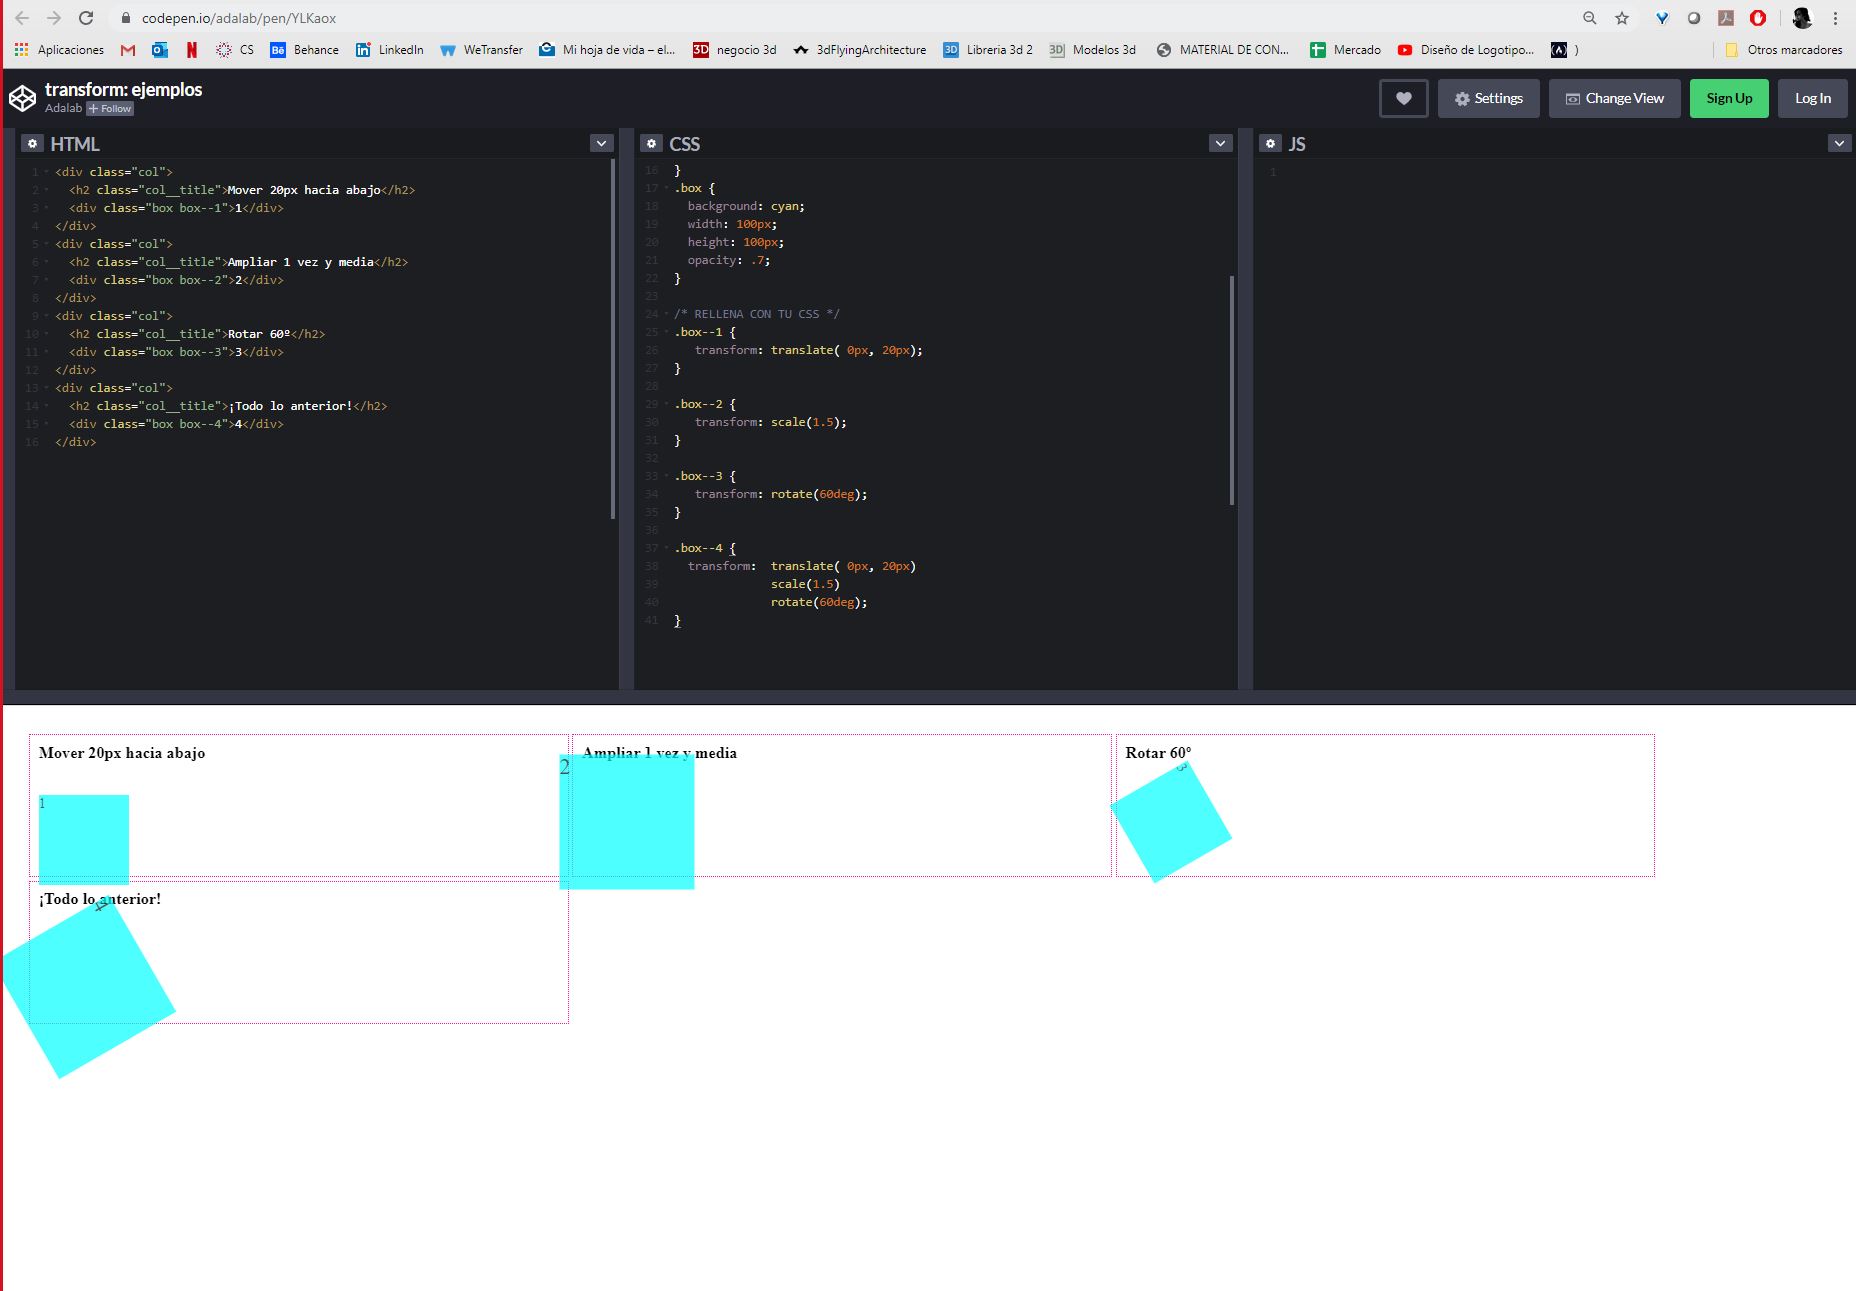 codepen.io/adalab/pen/YLKaox
Aplicaciones
CS
Bē Behance
LinkedIn
WeTransfer
Mi hoja de vida – el...
3D negocio 3d
3dFlyingArchitecture
3D Libreria 3d 2
3D Modelos 3d
MATERIAL DE CON...
Mercado
Diseño de Logotipo...
)
Otros marcadores
transform: ejemplos
Adalab + Follow
Settings
Change View
Sign Up
Log In
HTML
1 <div class="col">
2 <h2 class="col__title">Mover 20px hacia abajo</h2>
3 <div class="box box--1">1</div>
4 </div>
5 <div class="col">
6 <h2 class="col__title">Ampliar 1 vez y media</h2>
7 <div class="box box--2">2</div>
8 </div>
9 <div class="col">
10 <h2 class="col__title">Rotar 60º</h2>
11 <div class="box box--3">3</div>
12 </div>
13 <div class="col">
14 <h2 class="col__title">¡Todo lo anterior!</h2>
15 <div class="box box--4">4</div>
16 </div>
CSS
16 }
17 .box {
18 background: cyan;
19 width: 100px;
20 height: 100px;
21 opacity: .7;
22 }
23
24 /* RELLENA CON TU CSS */
25 .box--1 {
26 transform: translate( 0px, 20px);
27 }
28
29 .box--2 {
30 transform: scale(1.5);
31 }
32
33 .box--3 {
34 transform: rotate(60deg);
35 }
36
37 .box--4 {
38 transform: translate( 0px, 20px)
39 scale(1.5)
40 rotate(60deg);
41 }
JS
1
Mover 20px hacia abajo
1
Ampliar 1 vez y media
2
Rotar 60º
3
¡Todo lo anterior!
4